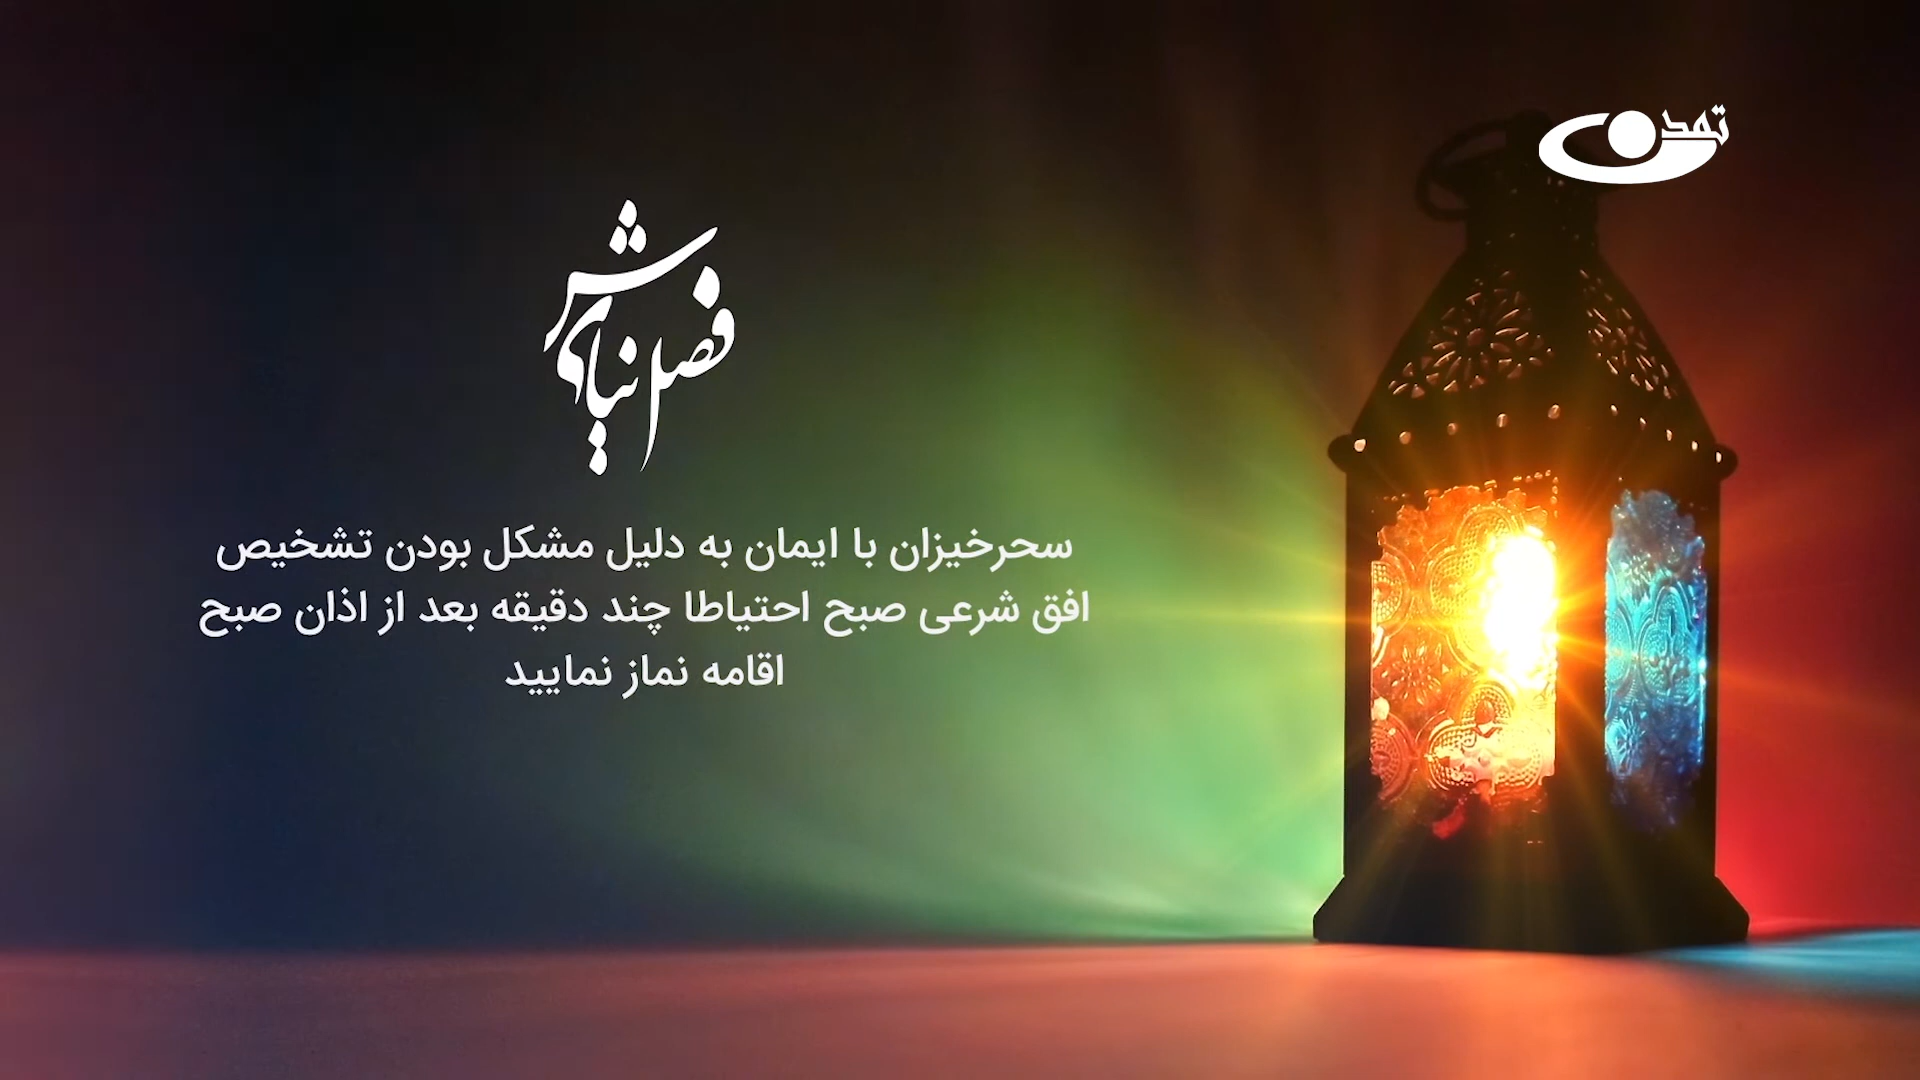 تمدن
فصل نیایش
سحرخیزان با ایمان به دلیل مشکل بودن تشخیص
افق شرعی صبح احتیاطا چند دقیقه بعد از اذان صبح
اقامه نماز نمایید